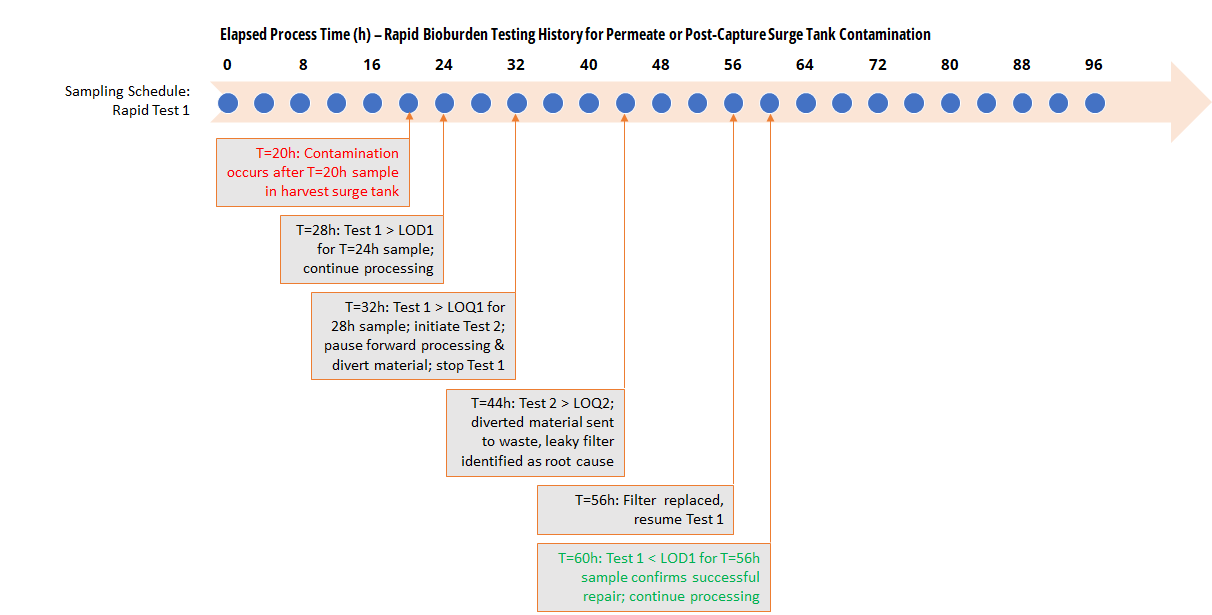 Elapsed Process Time (h) – Rapid Bioburden Testing History for Permeate or Post-Capture Surge Tank Contamination
0 8 16 24 32 40 48 56 64 72 80 88 96
Sampling Schedule:
Rapid Test 1
T=20h: Contamination
occurs after T=20h sample
in harvest surge tank
T=28h: Test 1 > LOD1
for T=24h sample;
continue processing
T=32h: Test 1 > LOQ1 for
28h sample; initiate Test 2;
pause forward processing &
divert material; stop Test 1
T=44h: Test 2 > LOQ2;
diverted material sent
to waste, leaky filter
identified as root cause
T=56h: Filter replaced,
resume Test 1
T=60h: Test 1 < LOD1 for T=56h
sample confirms successful
repair; continue processing